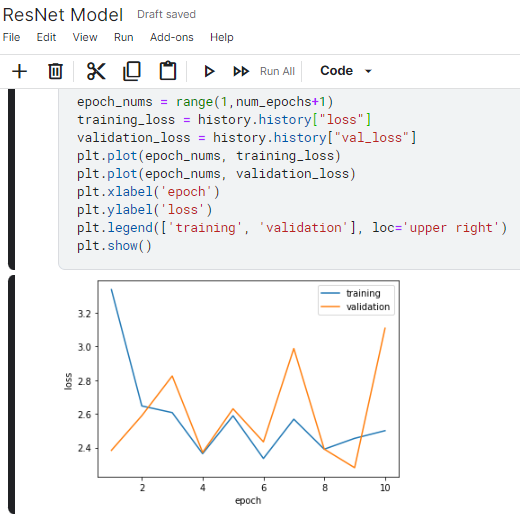 ResNet Model Draft saved
File Edit View Run Add-ons Help
Run All Code
epoch_nums = range(1,num_epochs+1)
training_loss = history.history["loss"]
validation_loss = history.history["val_loss"]
plt.plot(epoch_nums, training_loss)
plt.plot(epoch_nums, validation_loss)
plt.xlabel('epoch')
plt.ylabel('loss')
plt.legend(['training', 'validation'], loc='upper right')
plt.show()
training
validation
3.2
3.0
2.8
2.6
2.4
loss
2 4 6 8 10
epoch